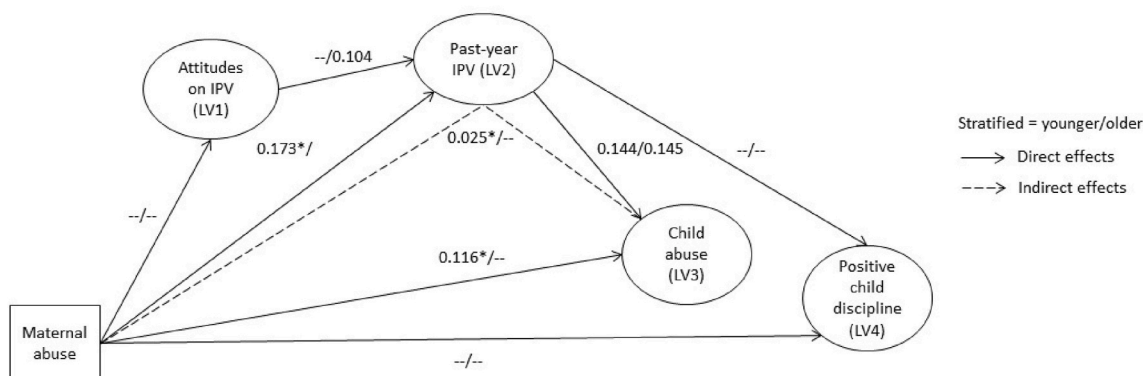 Attitudes
on IPV
(LV1)
--/0.104
Past-year
IPV (LV2)
0.173*/
0.025*/--
0.144/0.145
--/--
Stratified = younger/older
Direct effects
Indirect effects
--/--
Child
abuse
(LV3)
0.116*/--
Positive
child
discipline
(LV4)
Maternal
abuse
--/--